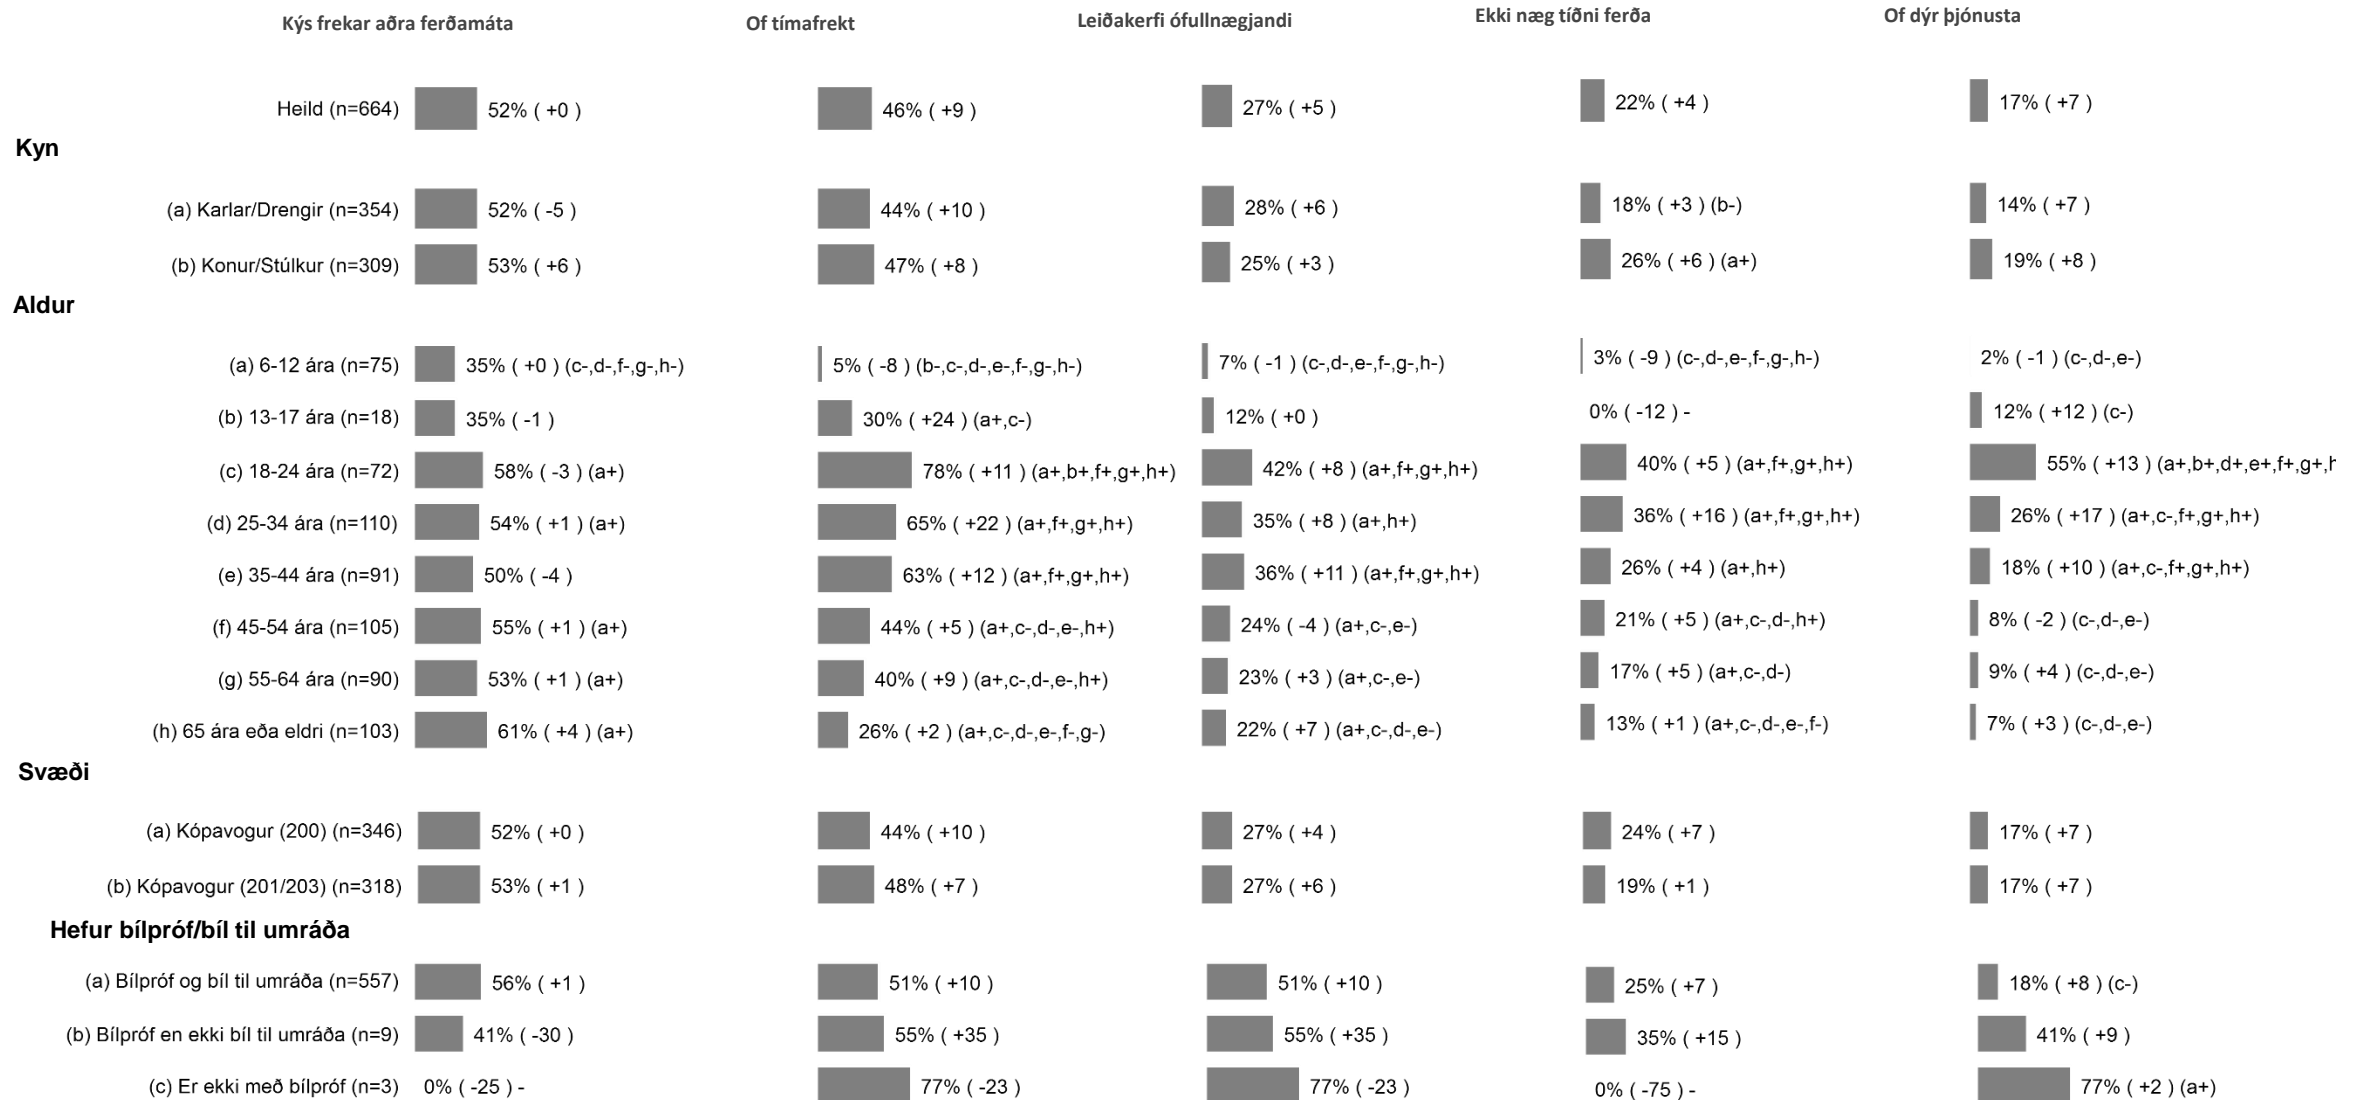 Kýs frekar aðra ferðamáta Of tímafrekt Leiðakerfi ófullnægjandi Ekki næg tíðni ferða Of dýr þjónusta
Heild (n=664) 52% ( +0 ) 46% ( +9 ) 27% ( +5 ) 22% ( +4 ) 17% ( +7 )
Kyn
(a) Karlar/Drengir (n=354) 52% ( -5 ) 44% ( +10 ) 28% ( +6 ) 18% ( +3 ) (b-) 14% ( +7 )
(b) Konur/Stúlkur (n=309) 53% ( +6 ) 47% ( +8 ) 25% ( +3 ) 26% ( +6 ) (a+) 19% ( +8 )
Aldur
(a) 6-12 ára (n=75) 35% ( +0 ) (c-,d-,f-,g-,h-) 5% ( -8 ) (b-,c-,d-,e-,f-,g-,h-) 7% ( -1 ) (c-,d-,e-,f-,g-,h-) 3% ( -9 ) (c-,d-,e-,f-,g-,h-) 2% ( -1 ) (c-,d-,e-)
(b) 13-17 ára (n=18) 35% ( -1 ) 30% ( +24 ) (a+,c-) 12% ( +0 ) 0% ( -12 ) - 12% ( +12 ) (c-)
(c) 18-24 ára (n=72) 58% ( -3 ) (a+) 78% ( +11 ) (a+,b+,f+,g+,h+) 42% ( +8 ) (a+,f+,g+,h+) 40% ( +5 ) (a+,f+,g+,h+) 55% ( +13 ) (a+,b+,d+,e+,f+,g+,
(d) 25-34 ára (n=110) 54% ( +1 ) (a+) 65% ( +22 ) (a+,f+,g+,h+) 35% ( +8 ) (a+,h+) 36% ( +16 ) (a+,f+,g+,h+) 26% ( +17 ) (a+,c-,f+,g+,h+)
(e) 35-44 ára (n=91) 50% ( -4 ) 63% ( +12 ) (a+,f+,g+,h+) 36% ( +11 ) (a+,f+,g+,h+) 26% ( +4 ) (a+,h+) 18% ( +10 ) (a+,c-,f+,g+,h+)
(f) 45-54 ára (n=105) 55% ( +1 ) (a+) 44% ( +5 ) (a+,c-,d-,e-,h+) 24% ( -4 ) (a+,c-,e-) 21% ( +5 ) (a+,c-,d-,h+) 8% ( -2 ) (c-,d-,e-)
(g) 55-64 ára (n=90) 53% ( +1 ) (a+) 40% ( +9 ) (a+,c-,d-,e-,h+) 23% ( +3 ) (a+,c-,e-) 17% ( +5 ) (a+,c-,d-) 9% ( +4 ) (c-,d-,e-)
(h) 65 ára eða eldri (n=103) 61% ( +4 ) (a+) 26% ( +2 ) (a+,c-,d-,e-,f-,g-) 22% ( +7 ) (a+,c-,d-,e-) 13% ( +1 ) (a+,c-,d-,e-,f-) 7% ( +3 ) (c-,d-,e-)
Svæði
(a) Kópavogur (200) (n=346) 52% ( +0 ) 44% ( +10 ) 27% ( +4 ) 24% ( +7 ) 17% ( +7 )
(b) Kópavogur (201/203) (n=318) 53% ( +1 ) 48% ( +7 ) 27% ( +6 ) 19% ( +1 ) 17% ( +7 )
Hefur bílpróf/bíl til umráða
(a) Bílpróf og bíl til umráða (n=557) 56% ( +1 ) 51% ( +10 ) 51% ( +10 ) 25% ( +7 ) 18% ( +8 ) (c-)
(b) Bílpróf en ekki bíl til umráða (n=9) 41% ( -30 ) 55% ( +35 ) 55% ( +35 ) 35% ( +15 ) 41% ( +9 )
(c) Er ekki með bílpróf (n=3) 0% ( -25 ) - 77% ( -23 ) 77% ( -23 ) 0% ( -75 ) - 77% ( +2 ) (a+)